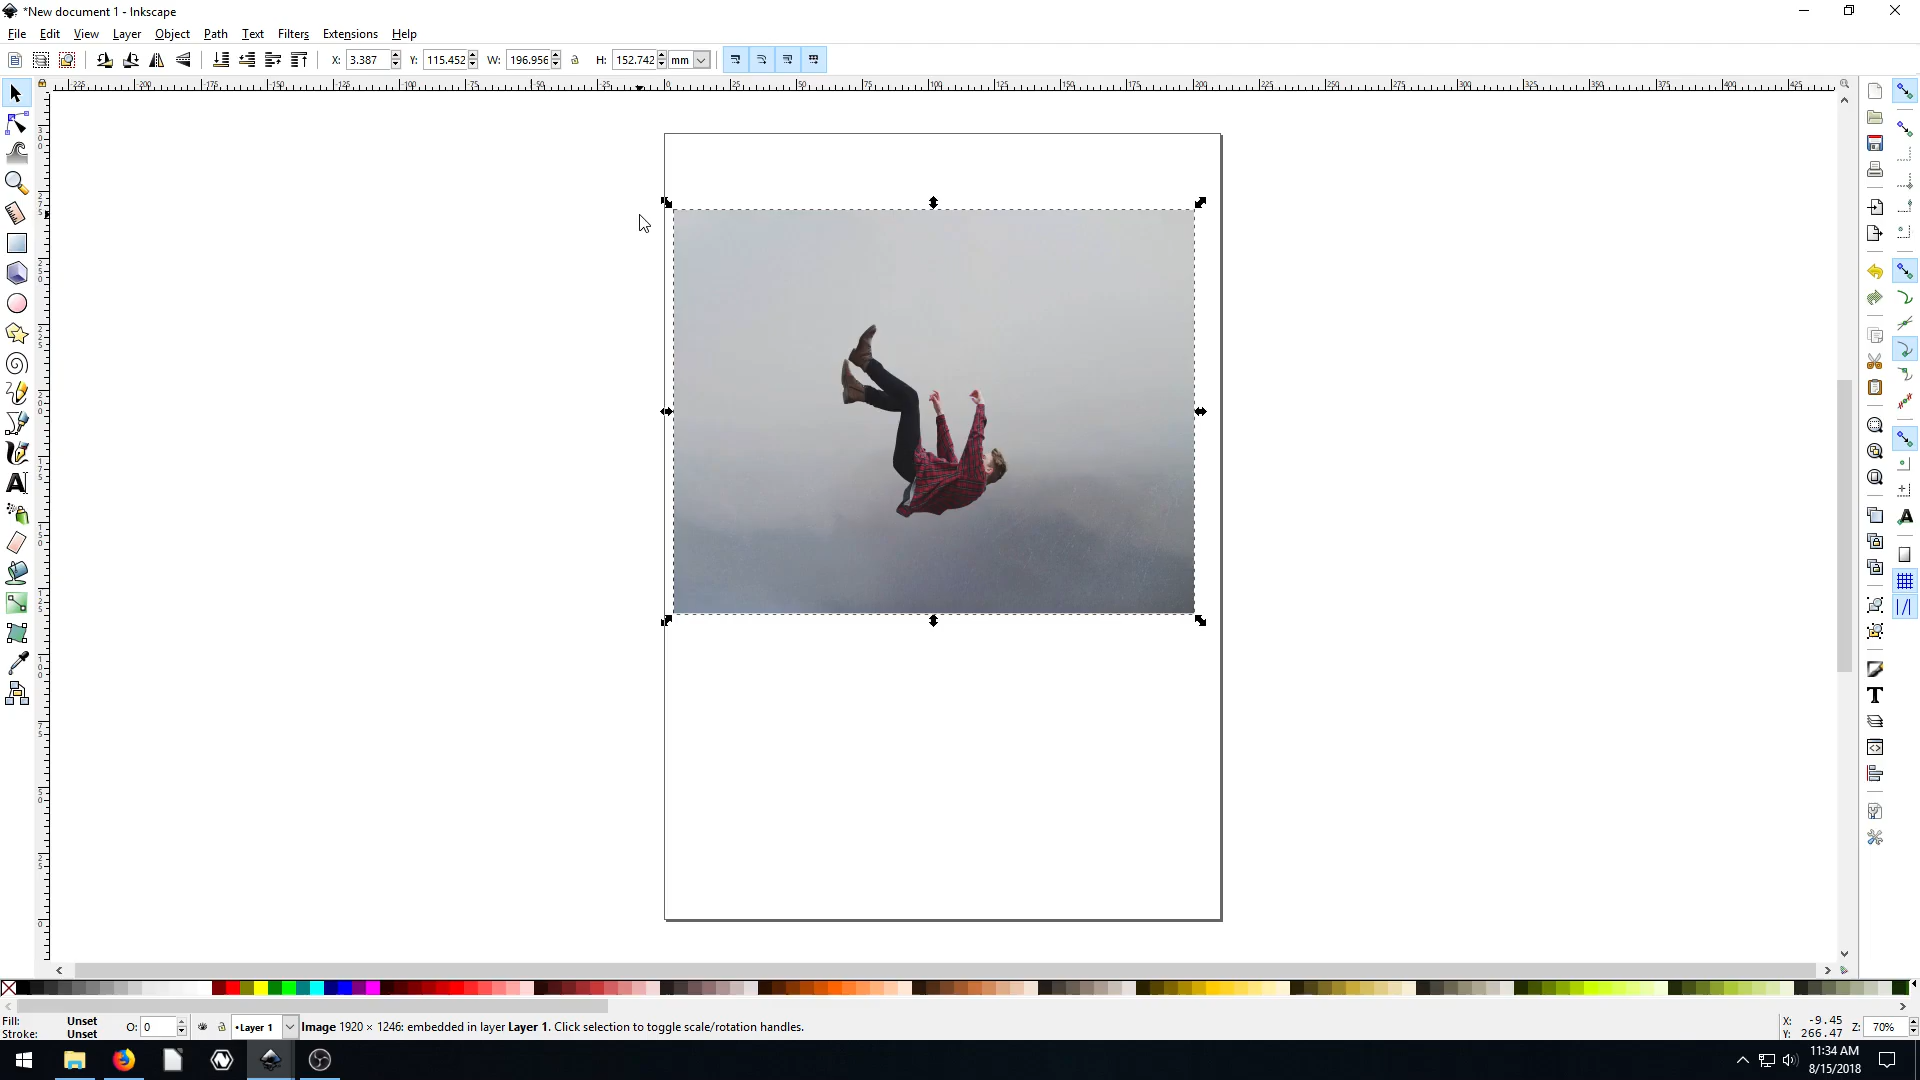 *New document 1 - Inkscape
File Edit View Layer Object Path Text Filters Extensions Help
X: 3.387 Y: 115.452 W: 196.956 H: 152.742 mm
Fill: Unset O: 0 •Layer 1 Image 1920 × 1246: embedded in layer Layer 1. Click selection to toggle scale/rotation handles. X: -9.45 Z: 70%
Stroke: Unset Y: 266.47
11:34 AM
8/15/2018